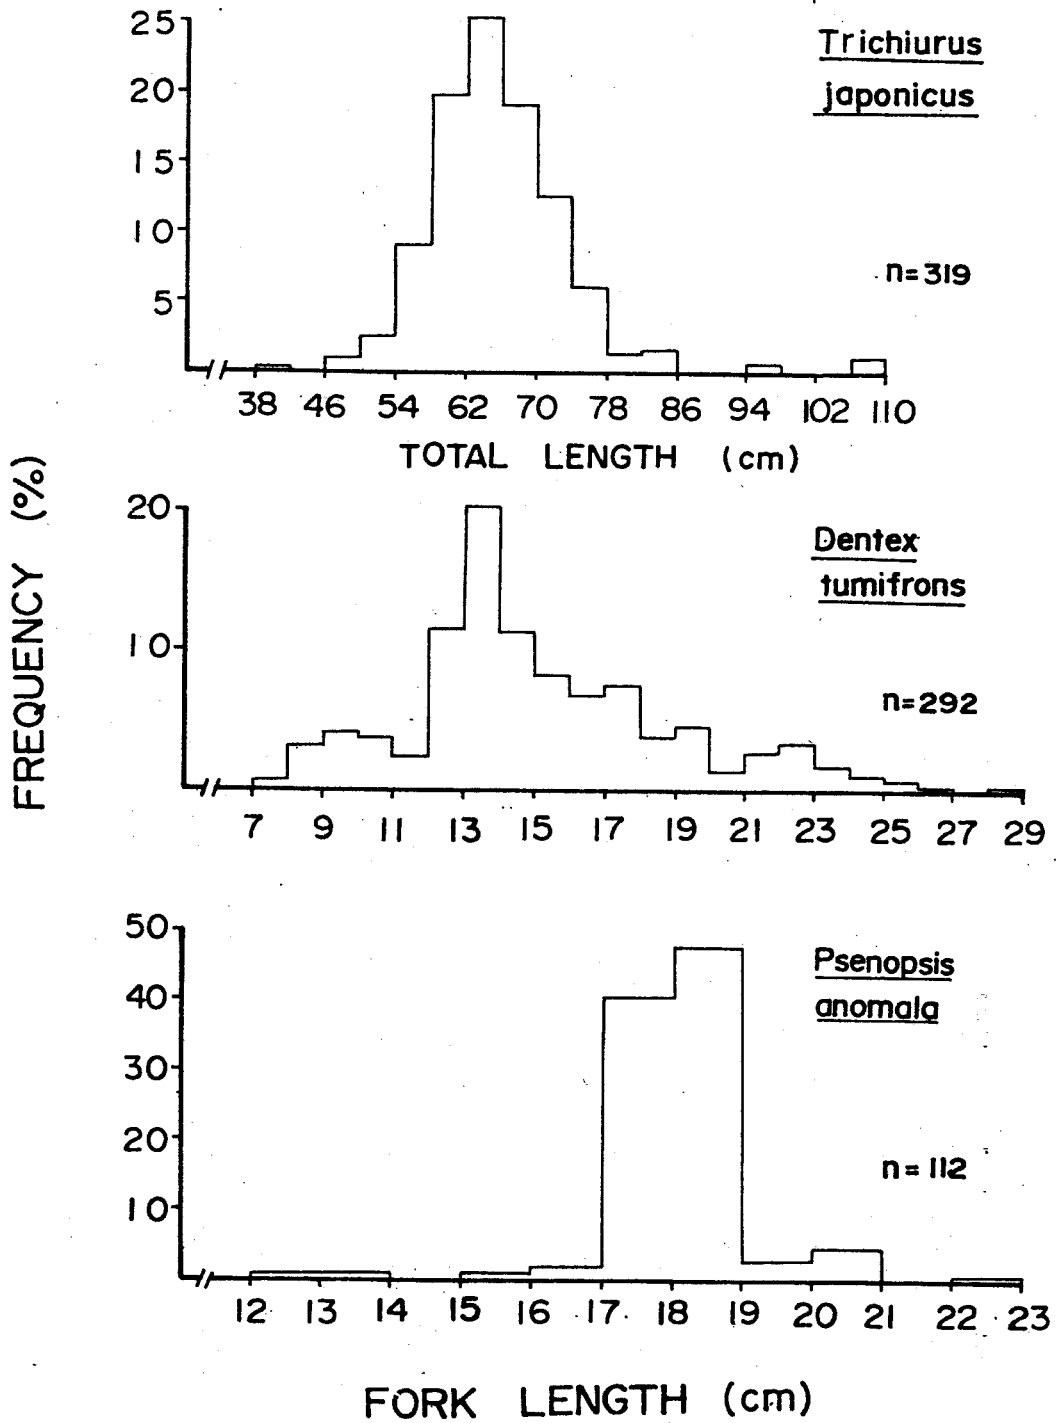 FREQUENCY (%)
Trichiurus
japonicus
n=319
25
20
15
10
5
38 46 54 62 70 78 86 94 102 110
TOTAL LENGTH (cm)
Dentex
tumifrons
n=292
20
10
7 9 11 13 15 17 19 21 23 25 27 29
Psenopsis
anomala
n=112
50
40
30
20
10
12 13 14 15 16 17 18 19 20 21 22 23
FORK LENGTH (cm)